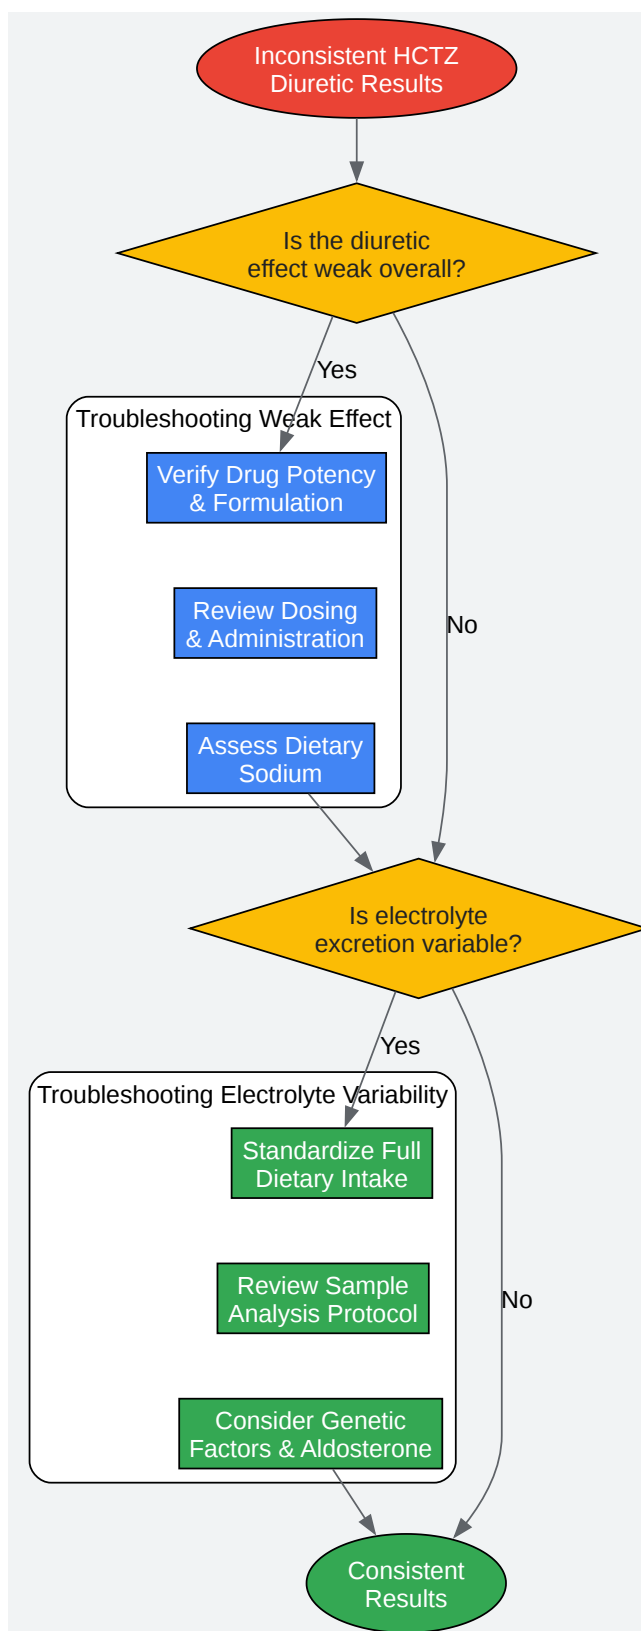 Inconsistent HCTZ
Diuretic Results
Is the diuretic
effect weak overall?
Yes
Troubleshooting Weak Effect
Verify Drug Potency
& Formulation
Review Dosing
& Administration
No
Assess Dietary
Sodium
Is electrolyte
excretion variable?
Yes
Troubleshooting Electrolyte Variability
Standardize Full
Dietary Intake
Review Sample
Analysis Protocol
No
Consider Genetic
Factors & Aldosterone
Consistent
Results